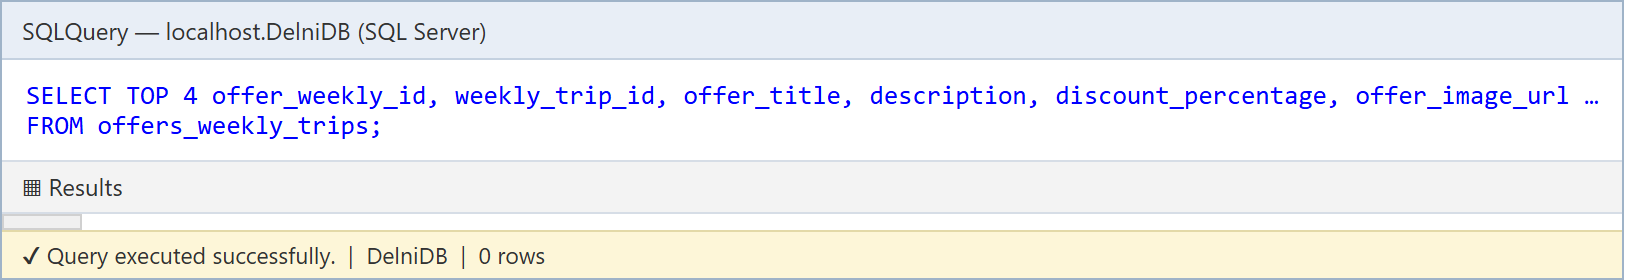 SQLQuery — localhost.DelniDB (SQL Server)
SELECT TOP 4 offer_weekly_id, weekly_trip_id, offer_title, description, discount_percentage, offer_image_url …
FROM offers_weekly_trips;
▦ Results
✔ Query executed successfully. | DelniDB | 0 rows